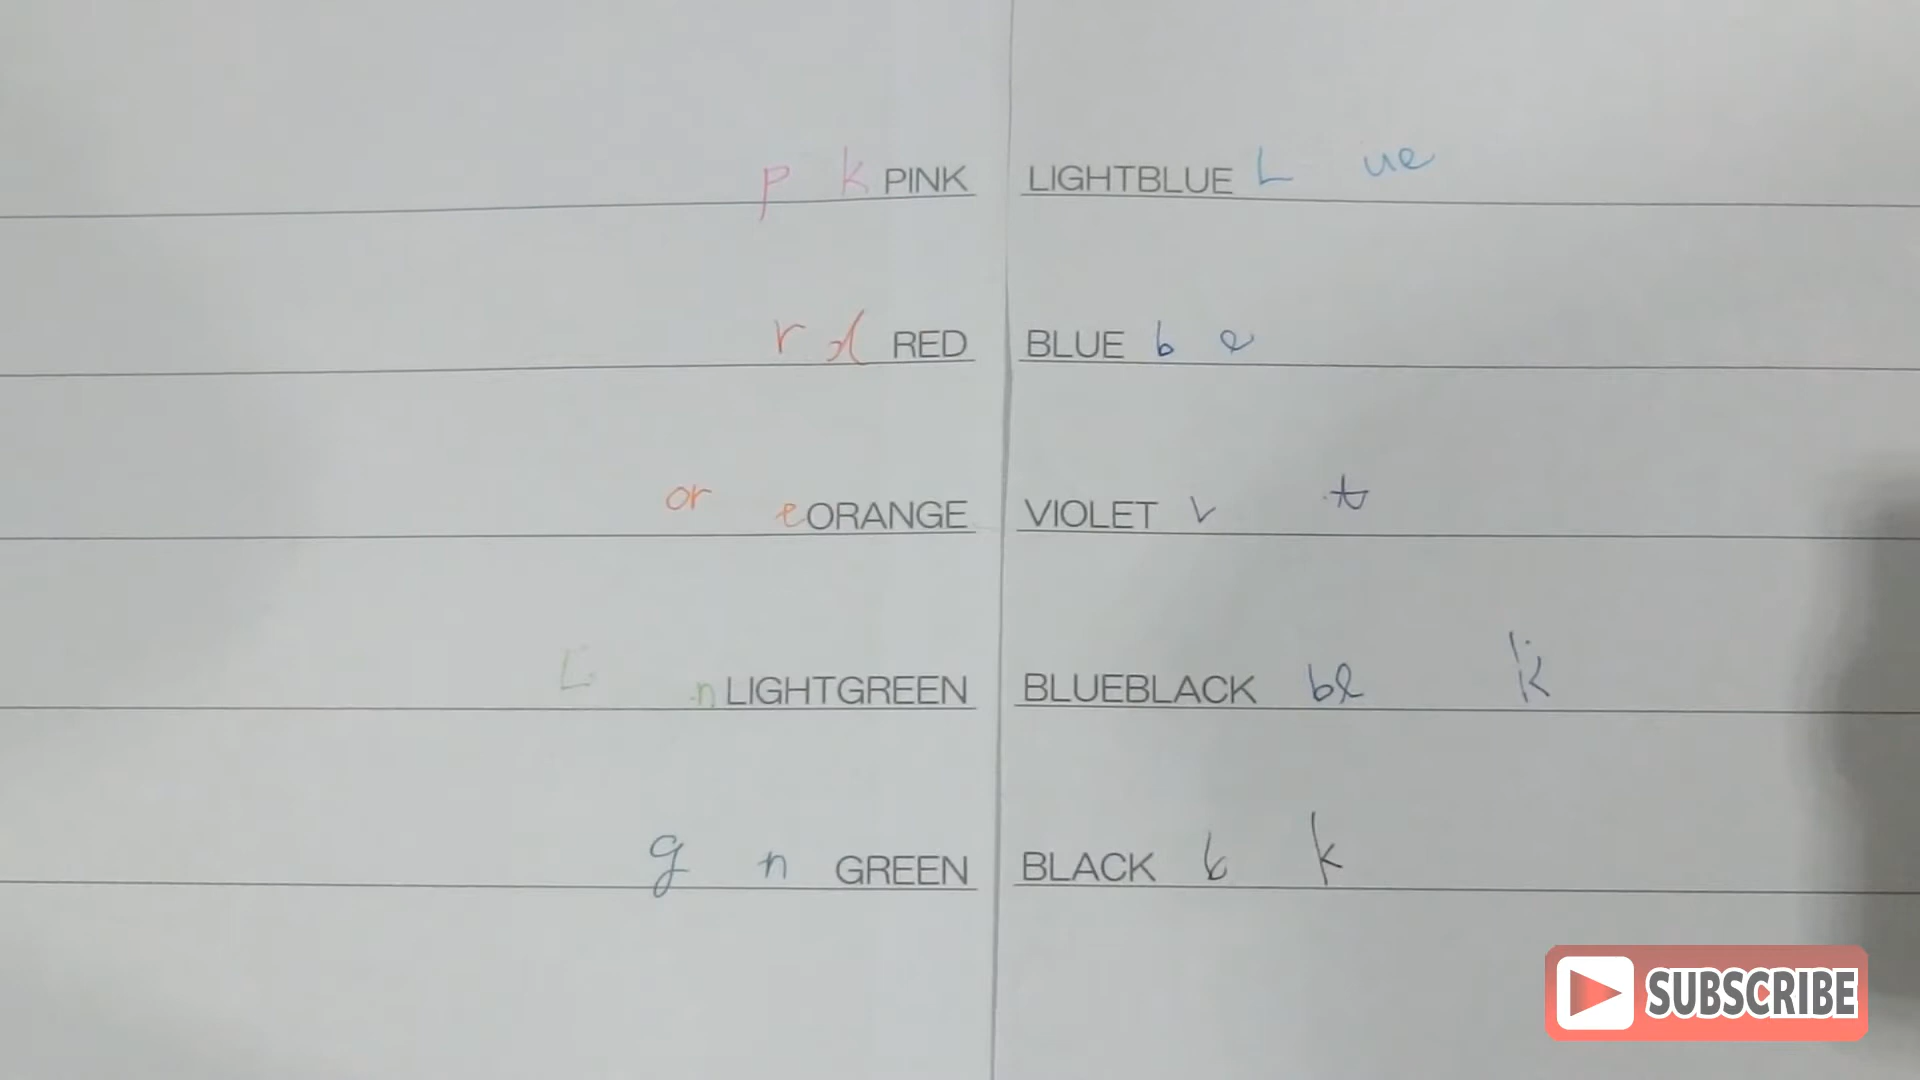 p k PINK
r d RED
or e ORANGE
L n LIGHTGREEN
g n GREEN
LIGHTBLUE L ue
BLUE b e
VIOLET v t
BLUEBLACK bl k
BLACK b k
SUBSCRIBE